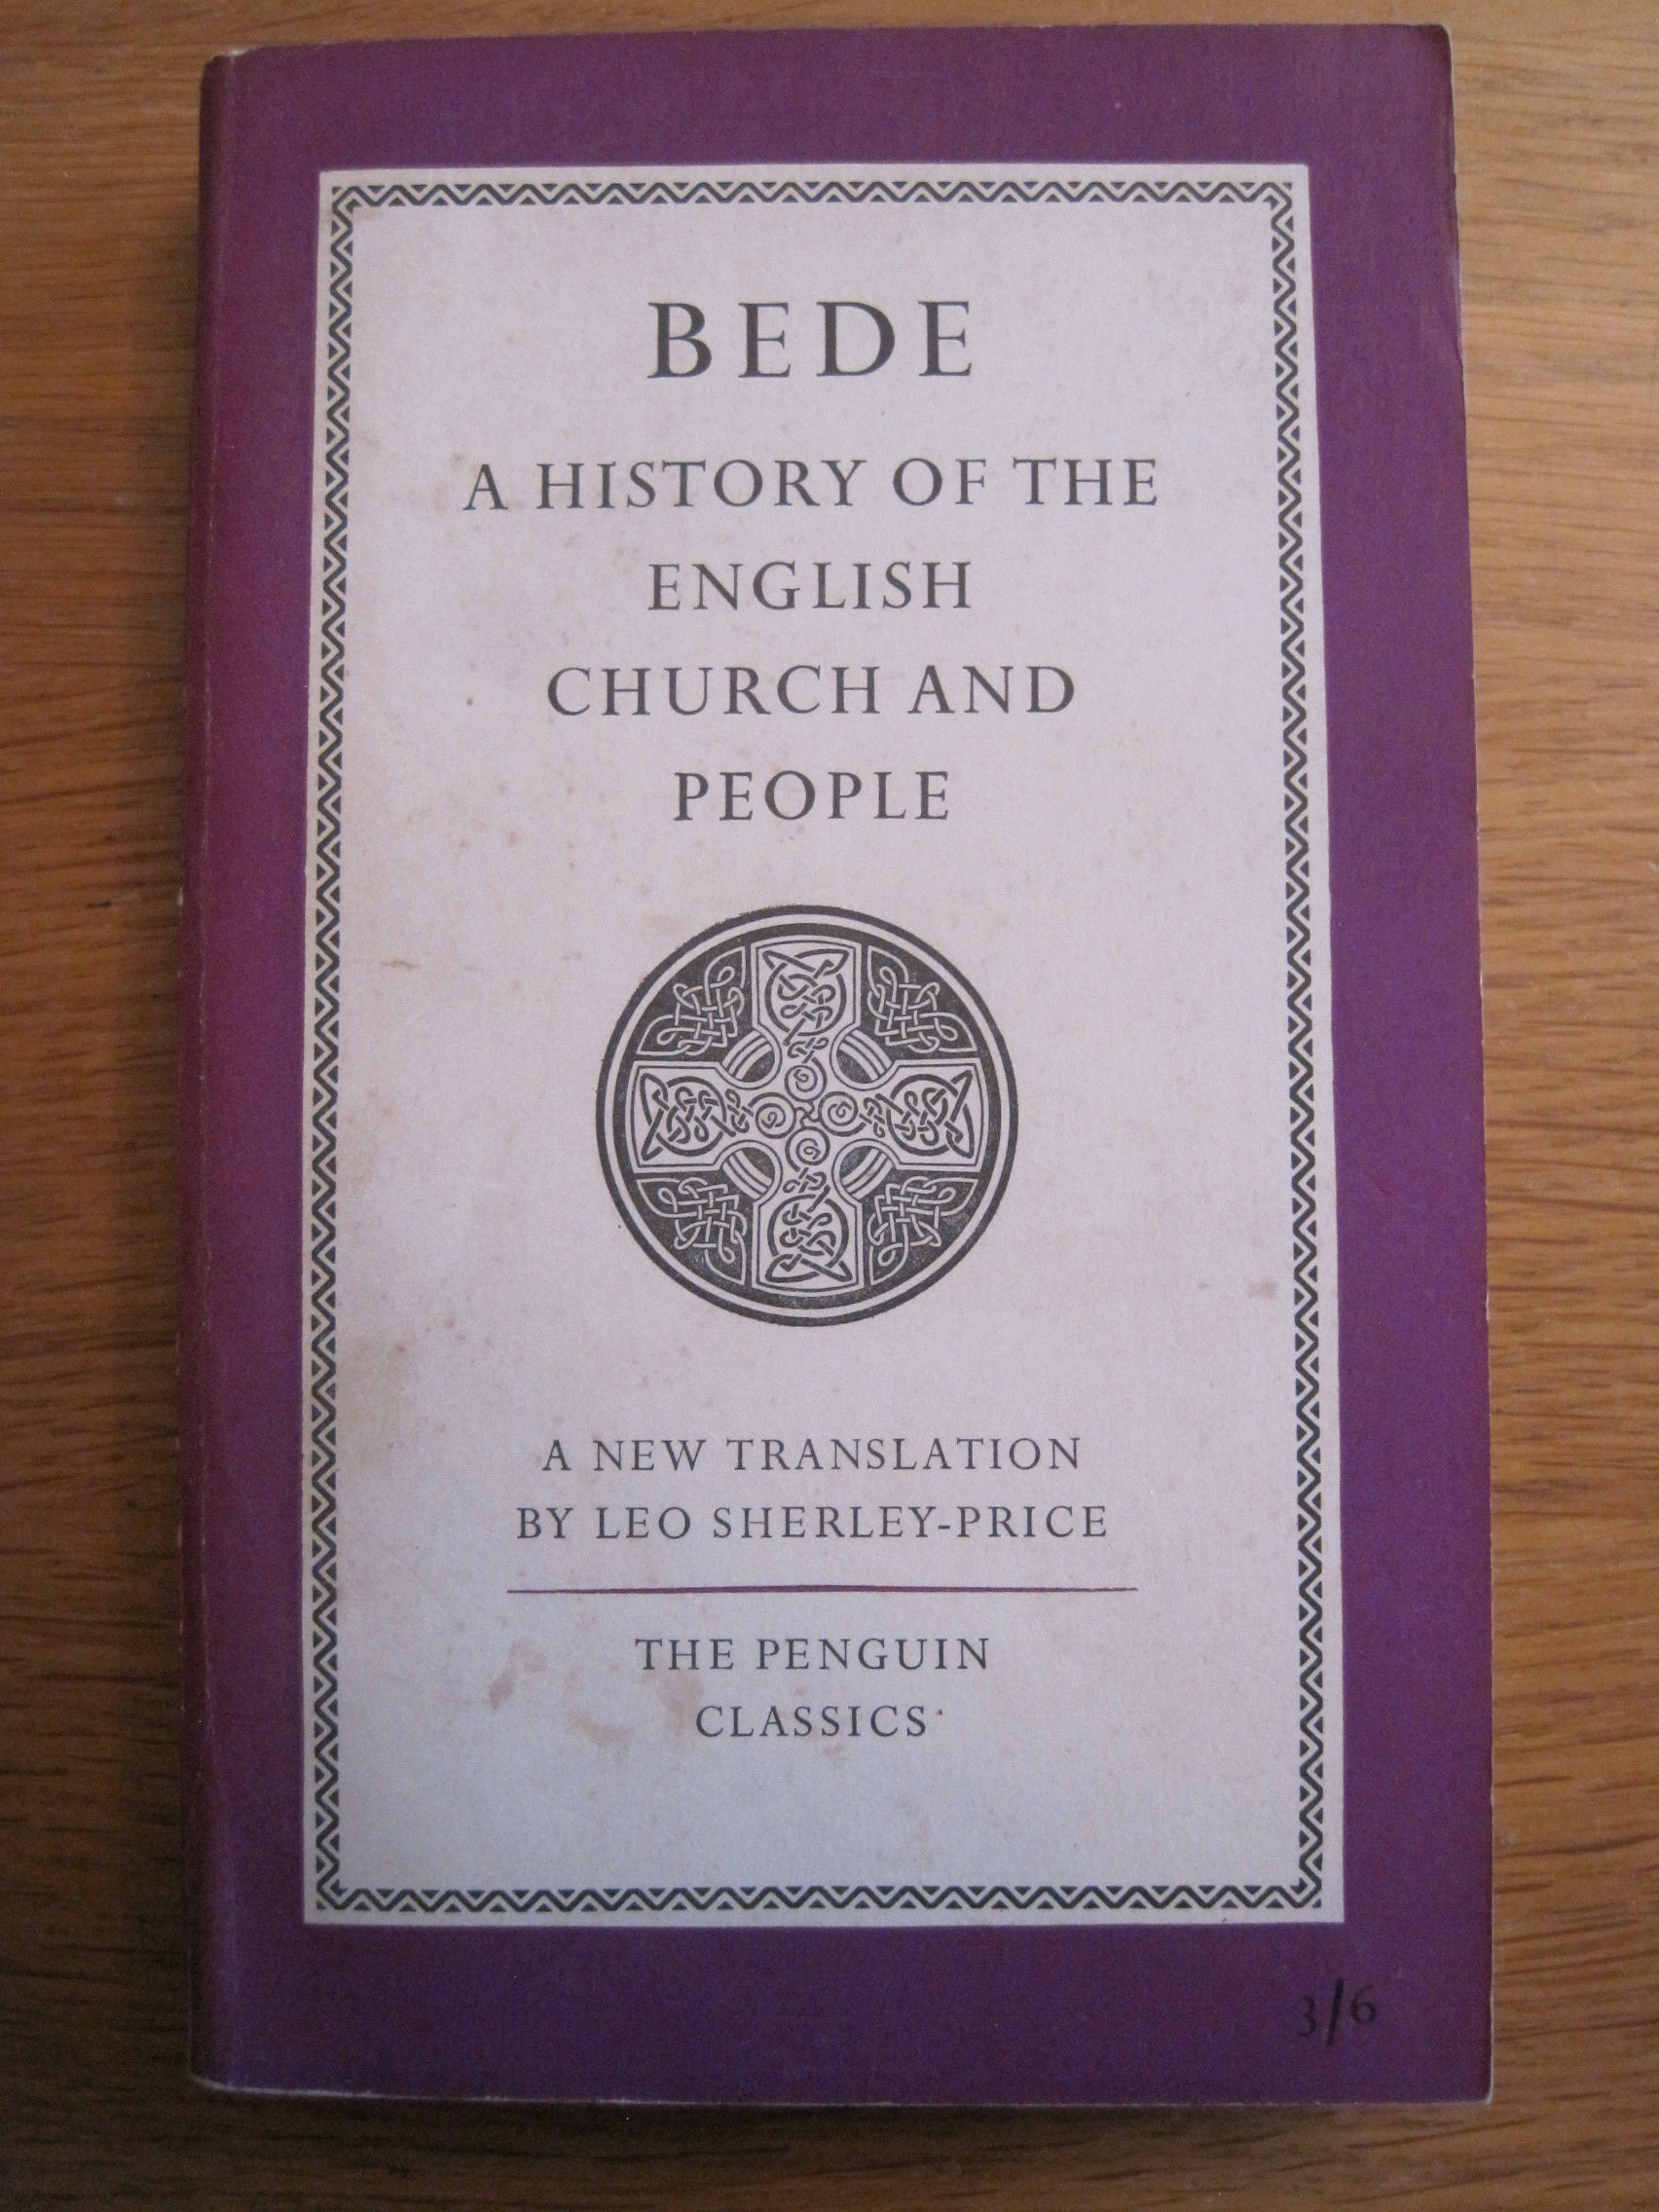 BEDE
A HISTORY OF THE
ENGLISH
CHURCH AND
PEOPLE
A NEW TRANSLATION
BY LEO SHERLEY-PRICE
THE PENGUIN
CLASSICS
3/6